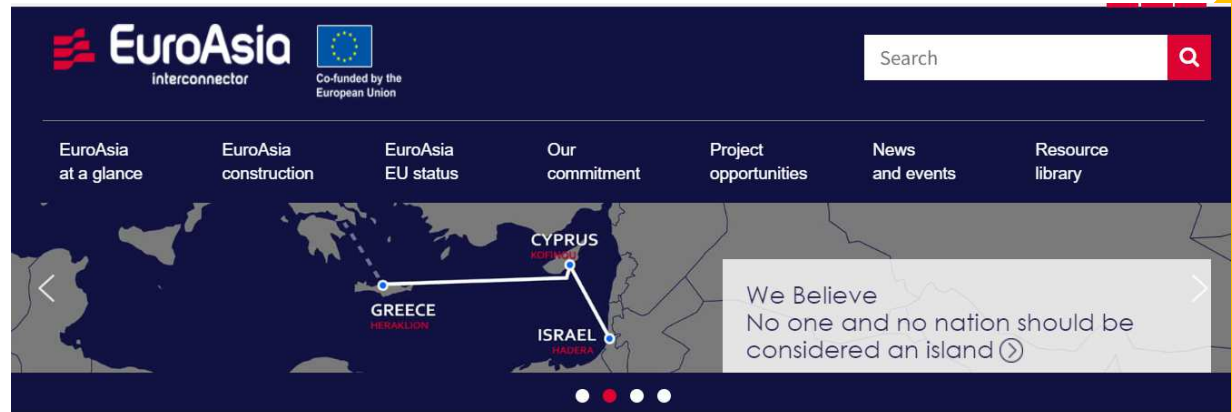 EuroAsia
interconnector
Co-funded by the
European Union
Search
EuroAsia
at a glance
EuroAsia
construction
EuroAsia
EU status
Our
commitment
Project
opportunities
News
and events
Resource
library
CYPRUS
KOFINOU
GREECE
HERAKLION
ISRAEL
HADERA
We Believe
No one and no nation should be
considered an island